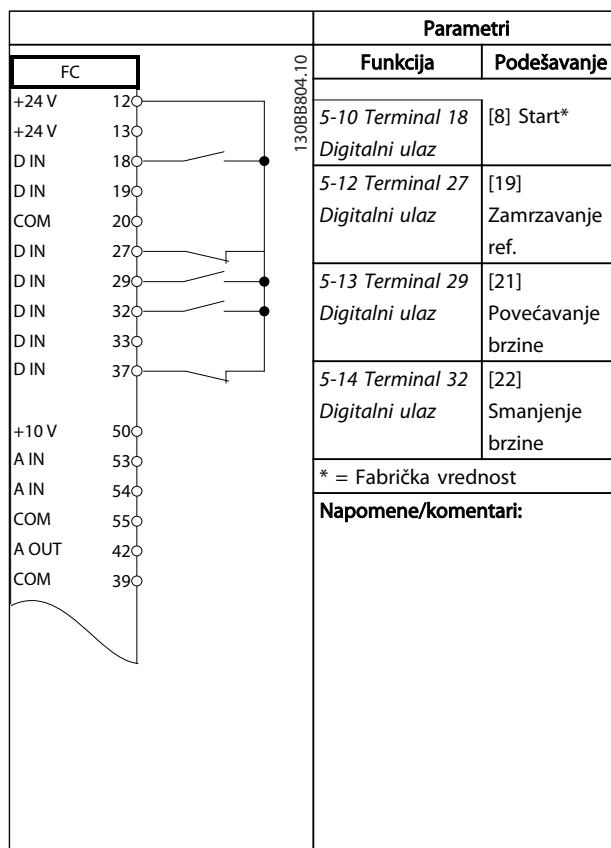 FC
+24 V 12
+24 V 13
D IN 18
D IN 19
COM 20
D IN 27
D IN 29
D IN 32
D IN 33
D IN 37
+10 V 50
A IN 53
A IN 54
COM 55
A OUT 42
COM 39
130BB804.10
Parametri
Funkcija Podešavanje
5-10 Terminal 18 [8] Start*
Digitalni ulaz
5-12 Terminal 27 [19]
Digitalni ulaz Zamrzavanje
ref.
5-13 Terminal 29 [21]
Digitalni ulaz Povećavanje
brzine
5-14 Terminal 32 [22]
Digitalni ulaz Smanjenje
brzine
* = Fabrička vrednost
Napomene/komentari: